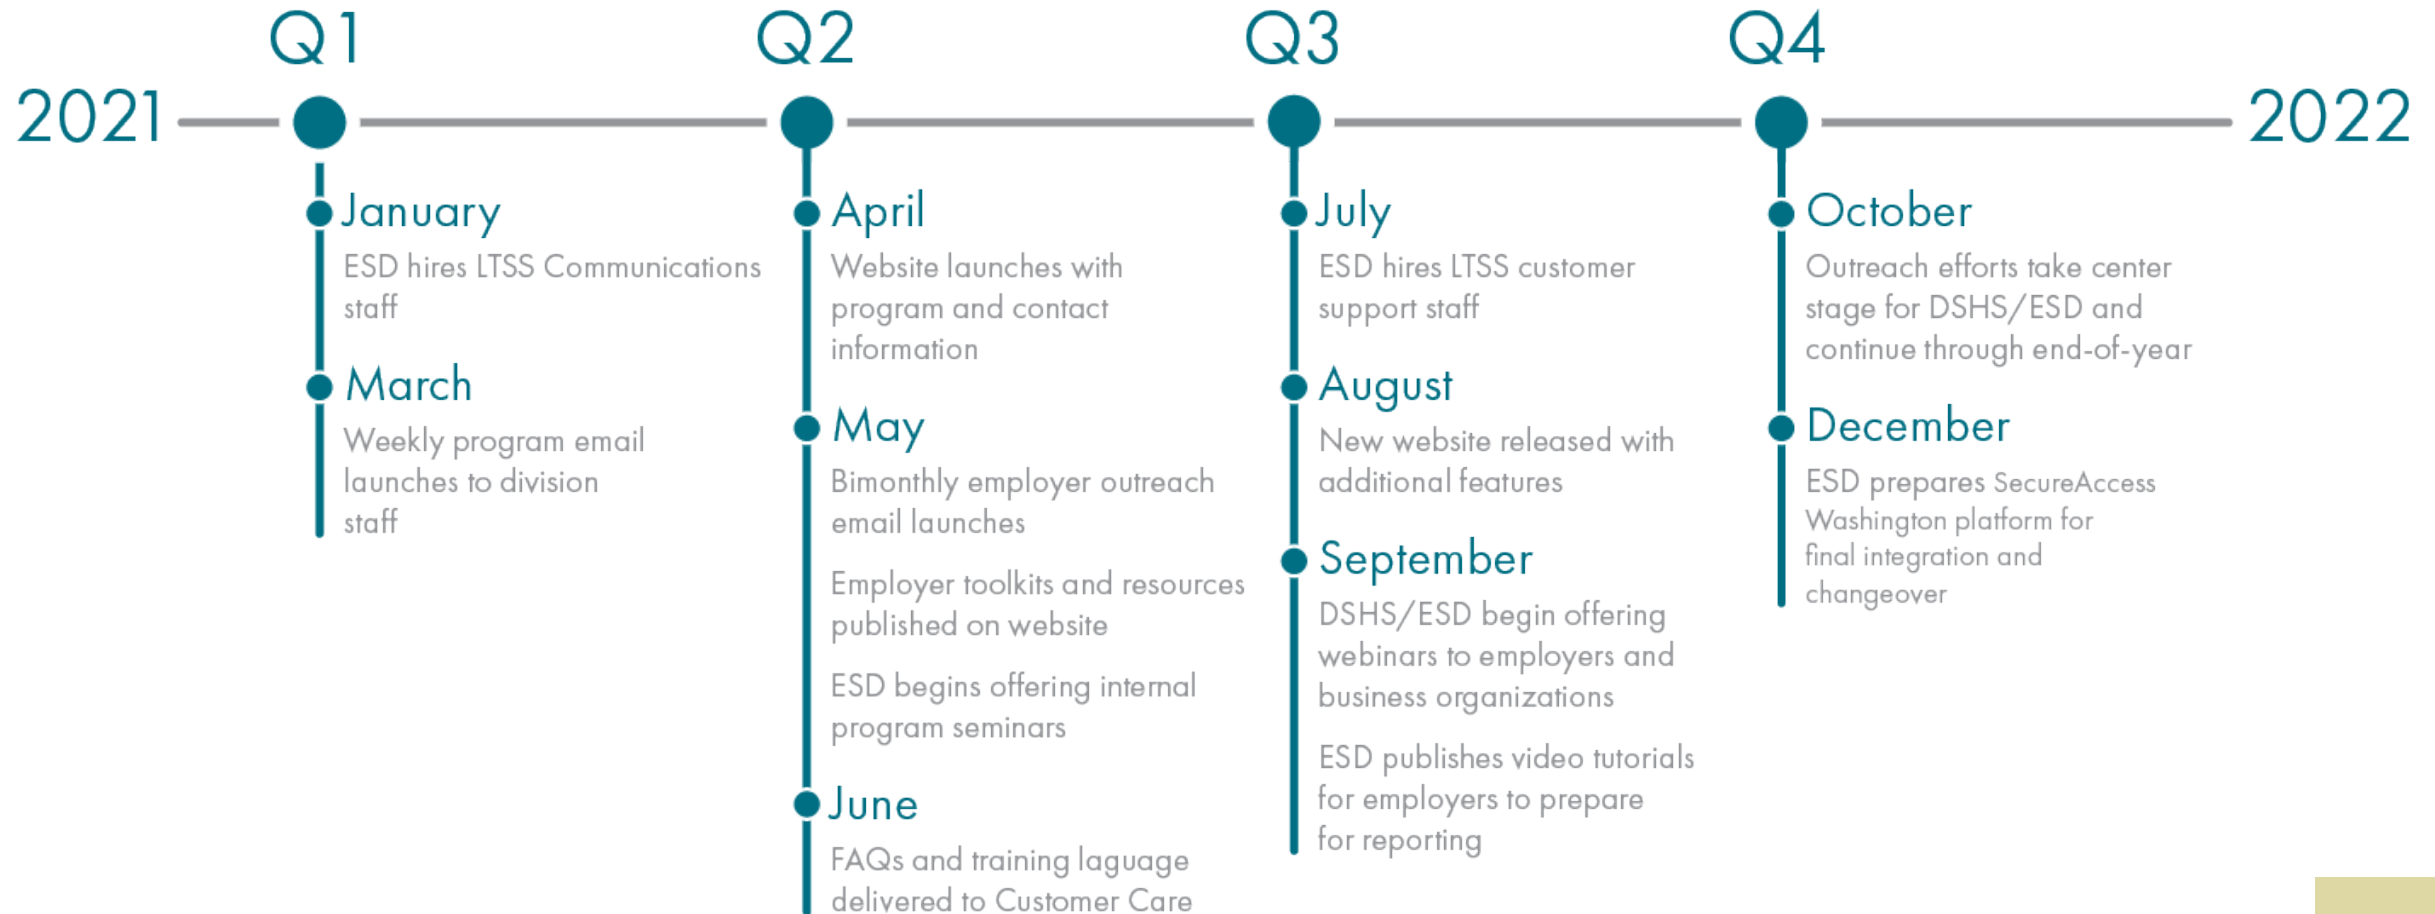 Q1
Q2
Q3
Q4
2021
2022
January
ESD hires LTSS Communications
staff
March
Weekly program email
launches to division
staff
April
Website launches with
program and contact
information
May
Bimonthly employer outreach
email launches
Employer toolkits and resources
published on website
ESD begins offering internal
program seminars
June
FAQs and training laguage
delivered to Customer Care
July
ESD hires LTSS customer
support staff
August
New website released with
additional features
September
DSHS/ESD begin offering
webinars to employers and
business organizations
ESD publishes video tutorials
for employers to prepare
for reporting
October
Outreach efforts take center
stage for DSHS/ESD and
continue through end-of-year
December
ESD prepares SecureAccess
Washington platform for
final integration and
changeover